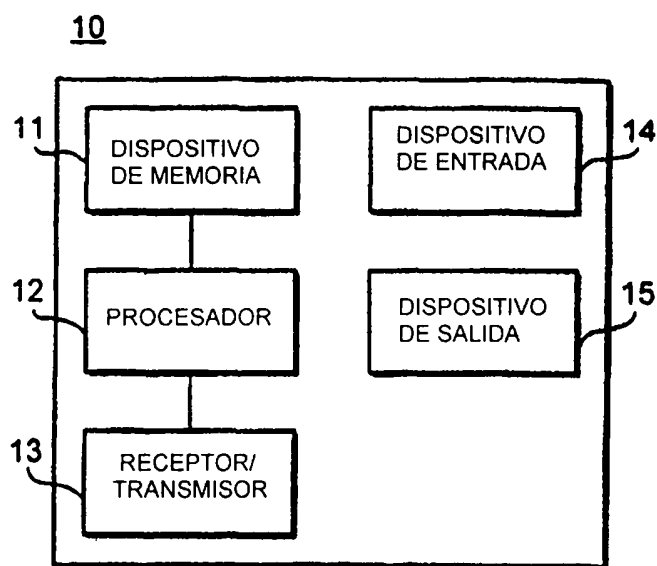 10
11
DISPOSITIVO
DE MEMORIA
DISPOSITIVO
DE ENTRADA
14
12
PROCESADOR
DISPOSITIVO
DE SALIDA
15
13
RECEPTOR/
TRANSMISOR